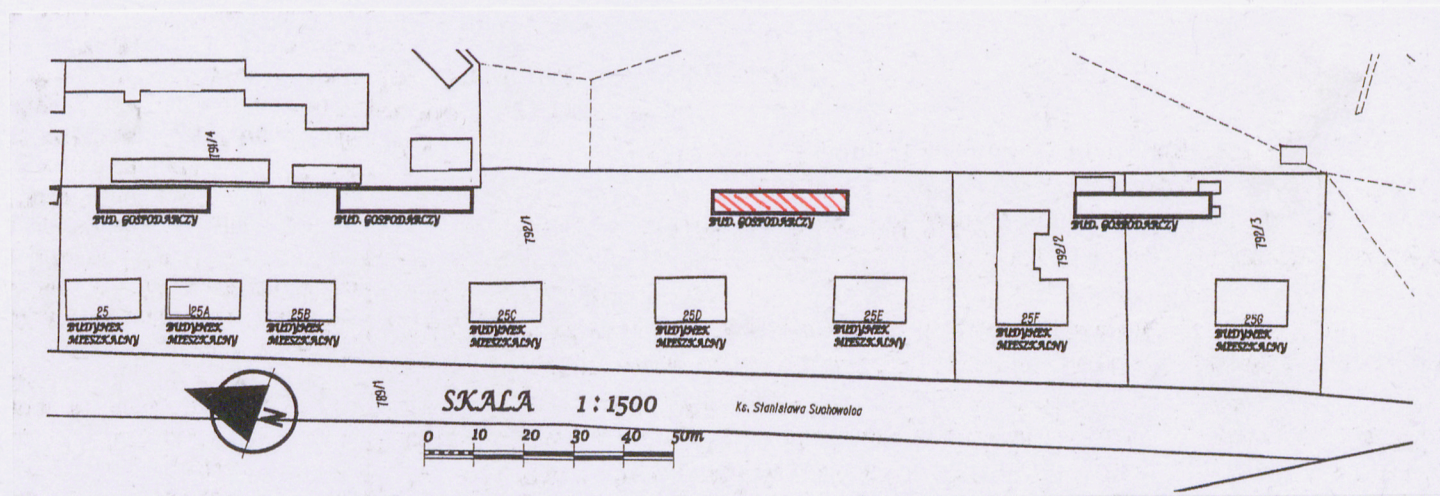 791/4
BUD. GOSPODARCZY
BUD. GOSPODARCZY
792/1
BUD. GOSPODARCZY
792/2
BUD. GOSPODARCZY
792/3
25
BUDYNEK
MIESZKALNY
25A
BUDYNEK
MIESZKALNY
25B
BUDYNEK
MIESZKALNY
25C
BUDYNEK
MIESZKALNY
25D
BUDYNEK
MIESZKALNY
25E
BUDYNEK
MIESZKALNY
25F
BUDYNEK
MIESZKALNY
25G
BUDYNEK
MIESZKALNY
N
789/1
SKALA 1:1500
Ks. Stanisława Suchowolca
0 10 20 30 40 50m